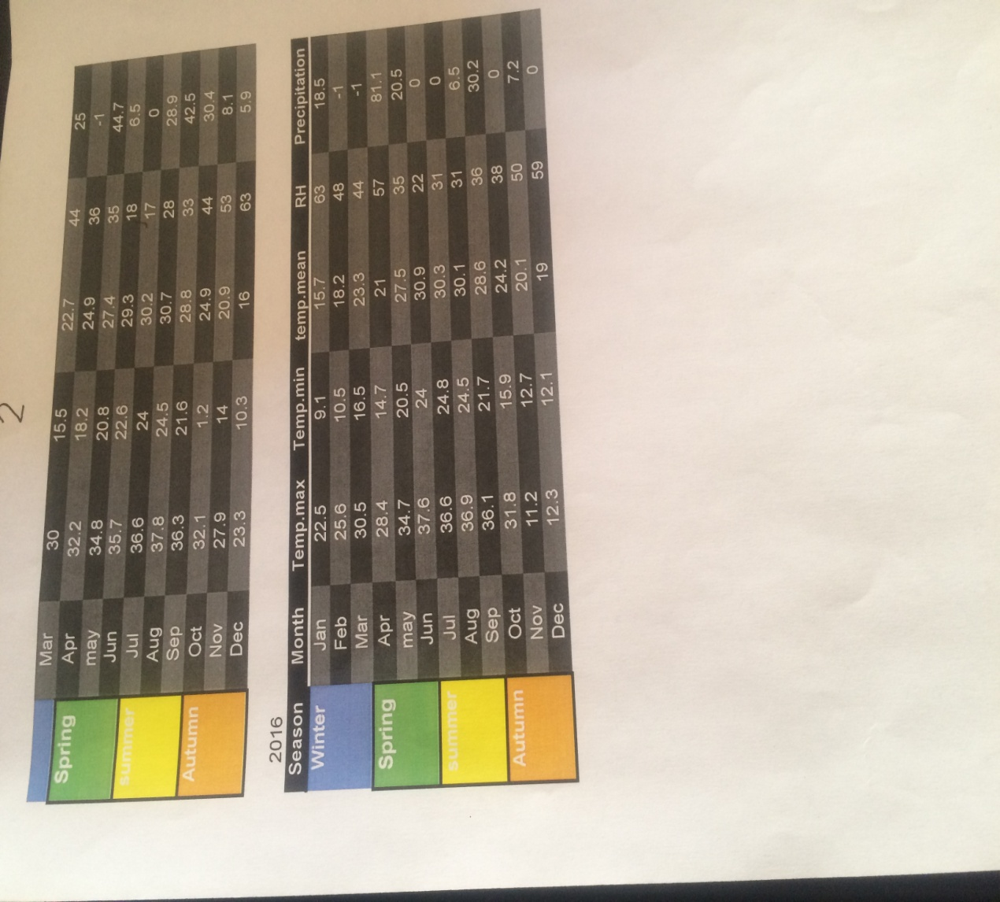 2
Mar 30 15.5 22.7 44 25
Spring Apr 32.2 18.2 24.9 36 -1
may 34.8 20.8 27.4 35 44.7
Jun 35.7 22.6 29.3 18 6.5
summer Jul 36.6 24 30.2 17 0
Aug 37.8 24.5 30.7 28 28.9
Sep 36.3 21.6 28.8 33 42.5
Autumn Oct 32.1 1.2 24.9 44 30.4
Nov 27.9 14 20.9 53 8.1
Dec 23.3 10.3 16 63 5.9
2016
Season Month Temp.max Temp.min temp.mean RH Precipitation
Winter Jan 22.5 9.1 15.7 63 18.5
Feb 25.6 10.5 18.2 48 -1
Mar 30.5 16.5 23.3 44 -1
Spring Apr 28.4 14.7 21 57 81.1
may 34.7 20.5 27.5 35 20.5
Jun 37.6 24 30.9 22 0
summer Jul 36.6 24.8 30.3 31 0
Aug 36.9 24.5 30.1 31 6.5
Sep 36.1 21.7 28.6 36 30.2
Autumn Oct 31.8 15.9 24.2 38 0
Nov 11.2 12.7 20.1 50 7.2
Dec 12.3 12.1 19 59 0